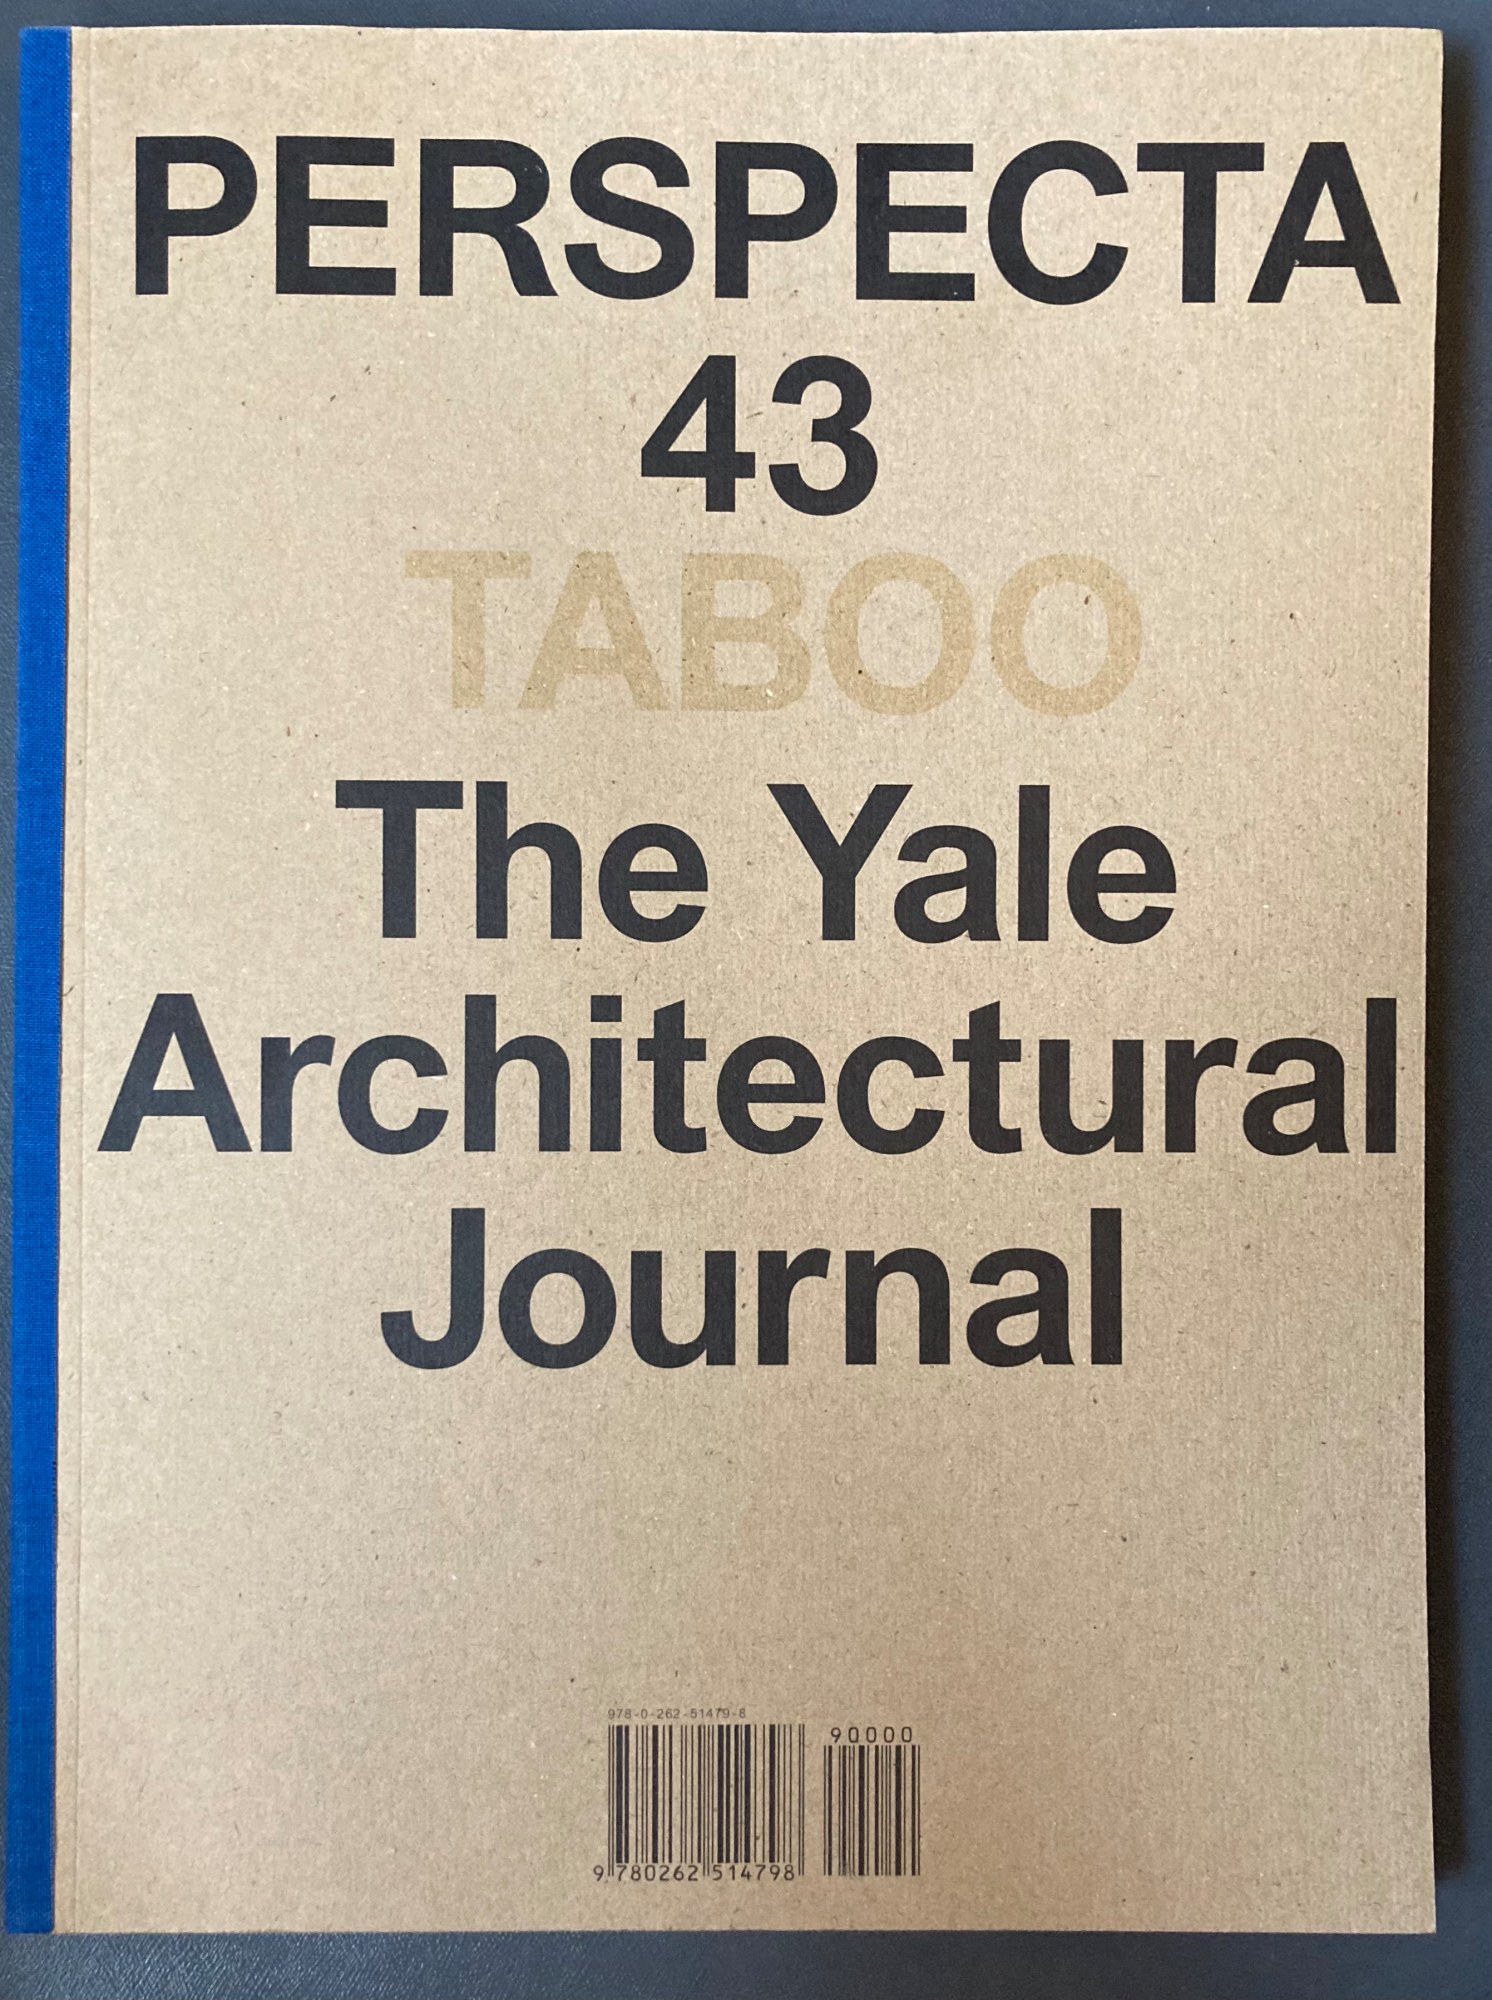 PERSPECTA
43
TABOO
The Yale
Architectural
Journal
978-0-262-51479-8
90000
9 780262 514798